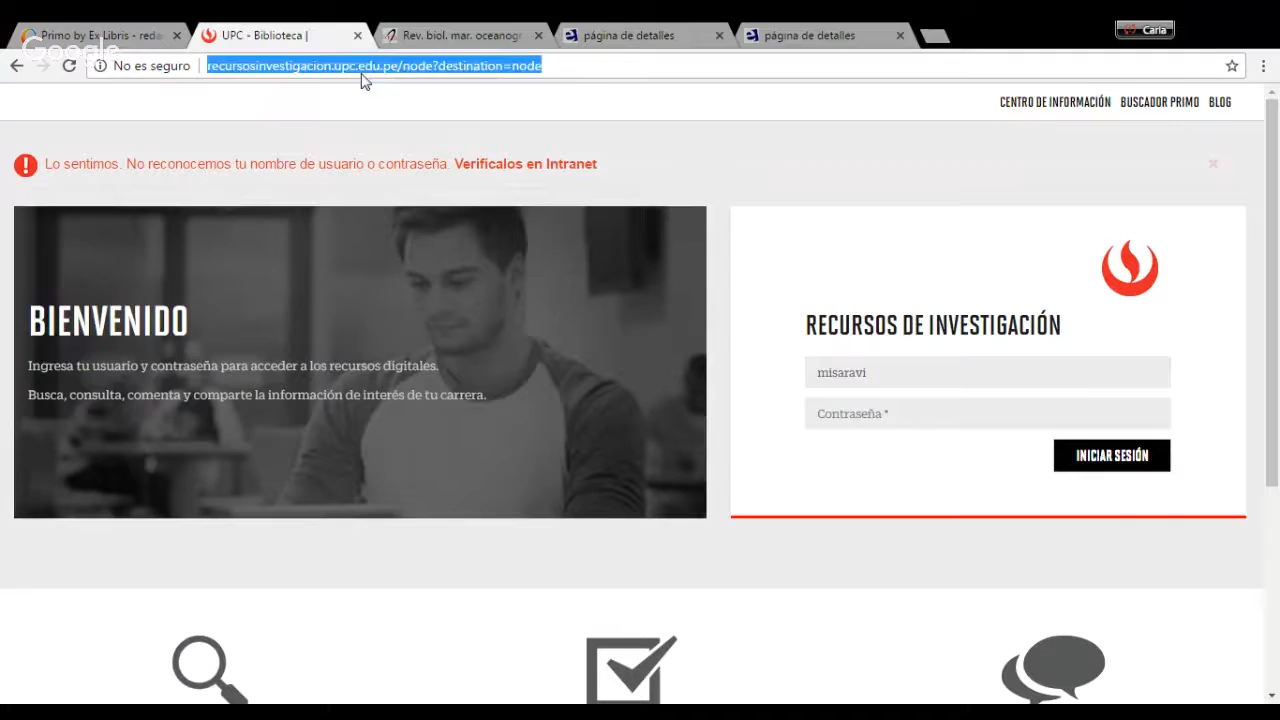 Primo by Ex Libris - reda
UPC - Biblioteca |
Rev. biol. mar. oceanogr
página de detalles
página de detalles
Carla
Google
No es seguro
recursosinvestigacion.upc.edu.pe/node?destination=node
CENTRO DE INFORMACIÓN BUSCADOR PRIMO BLOG
Lo sentimos. No reconocemos tu nombre de usuario o contraseña. Verifícalos en Intranet
BIENVENIDO
Ingresa tu usuario y contraseña para acceder a los recursos digitales.
Busca, consulta, comenta y comparte la información de interés de tu carrera.
RECURSOS DE INVESTIGACIÓN
misaravi
Contraseña *
INICIAR SESIÓN